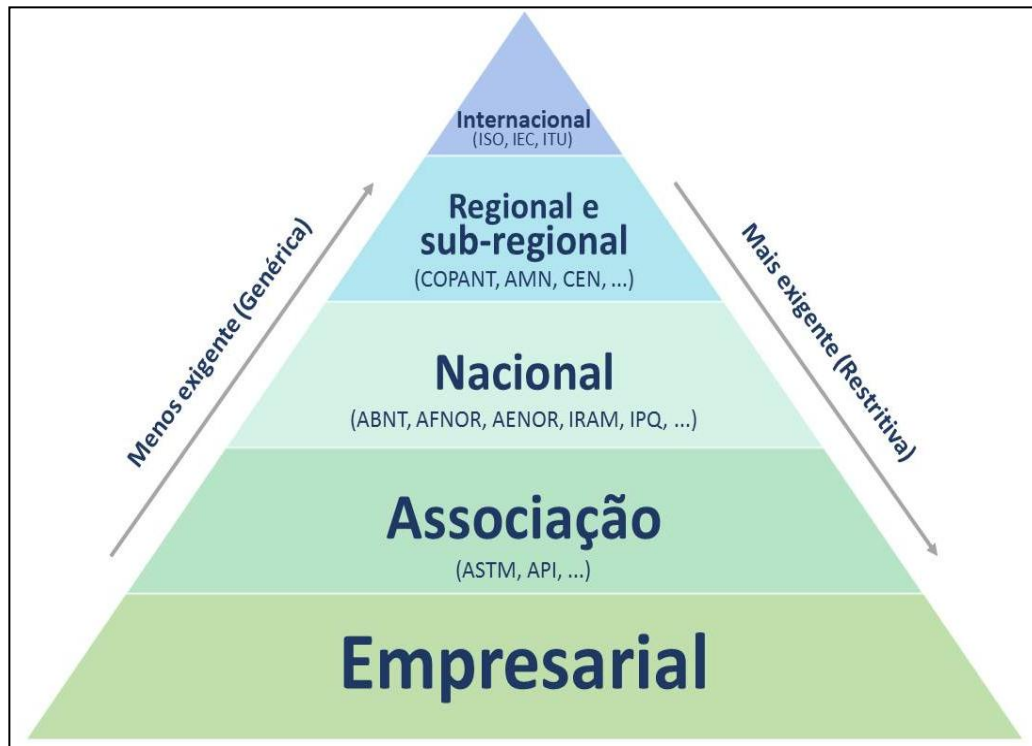 Internacional
(ISO, IEC, ITU)
Regional e
sub-regional
(COPANT, AMN, CEN, ...)
Menos exigente (Genérica)
Mais exigente (Restritiva)
Nacional
(ABNT, AFNOR, AENOR, IRAM, IPQ, ...)
Associação
(ASTM, API, ...)
Empresarial